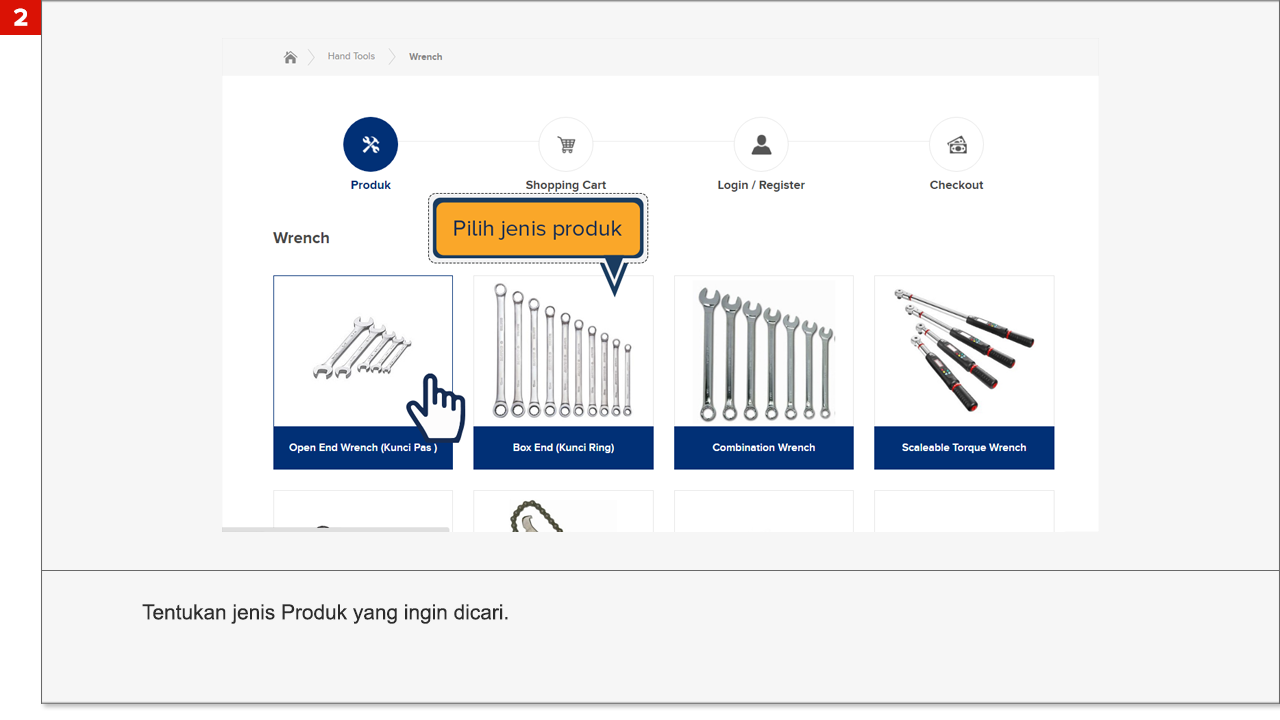 2
Hand Tools
Wrench
Produk
Shopping Cart
Login / Register
Checkout
Pilih jenis produk
Wrench
Open End Wrench (Kunci Pas )
Box End (Kunci Ring)
Combination Wrench
Scaleable Torque Wrench
Tentukan jenis Produk yang ingin dicari.